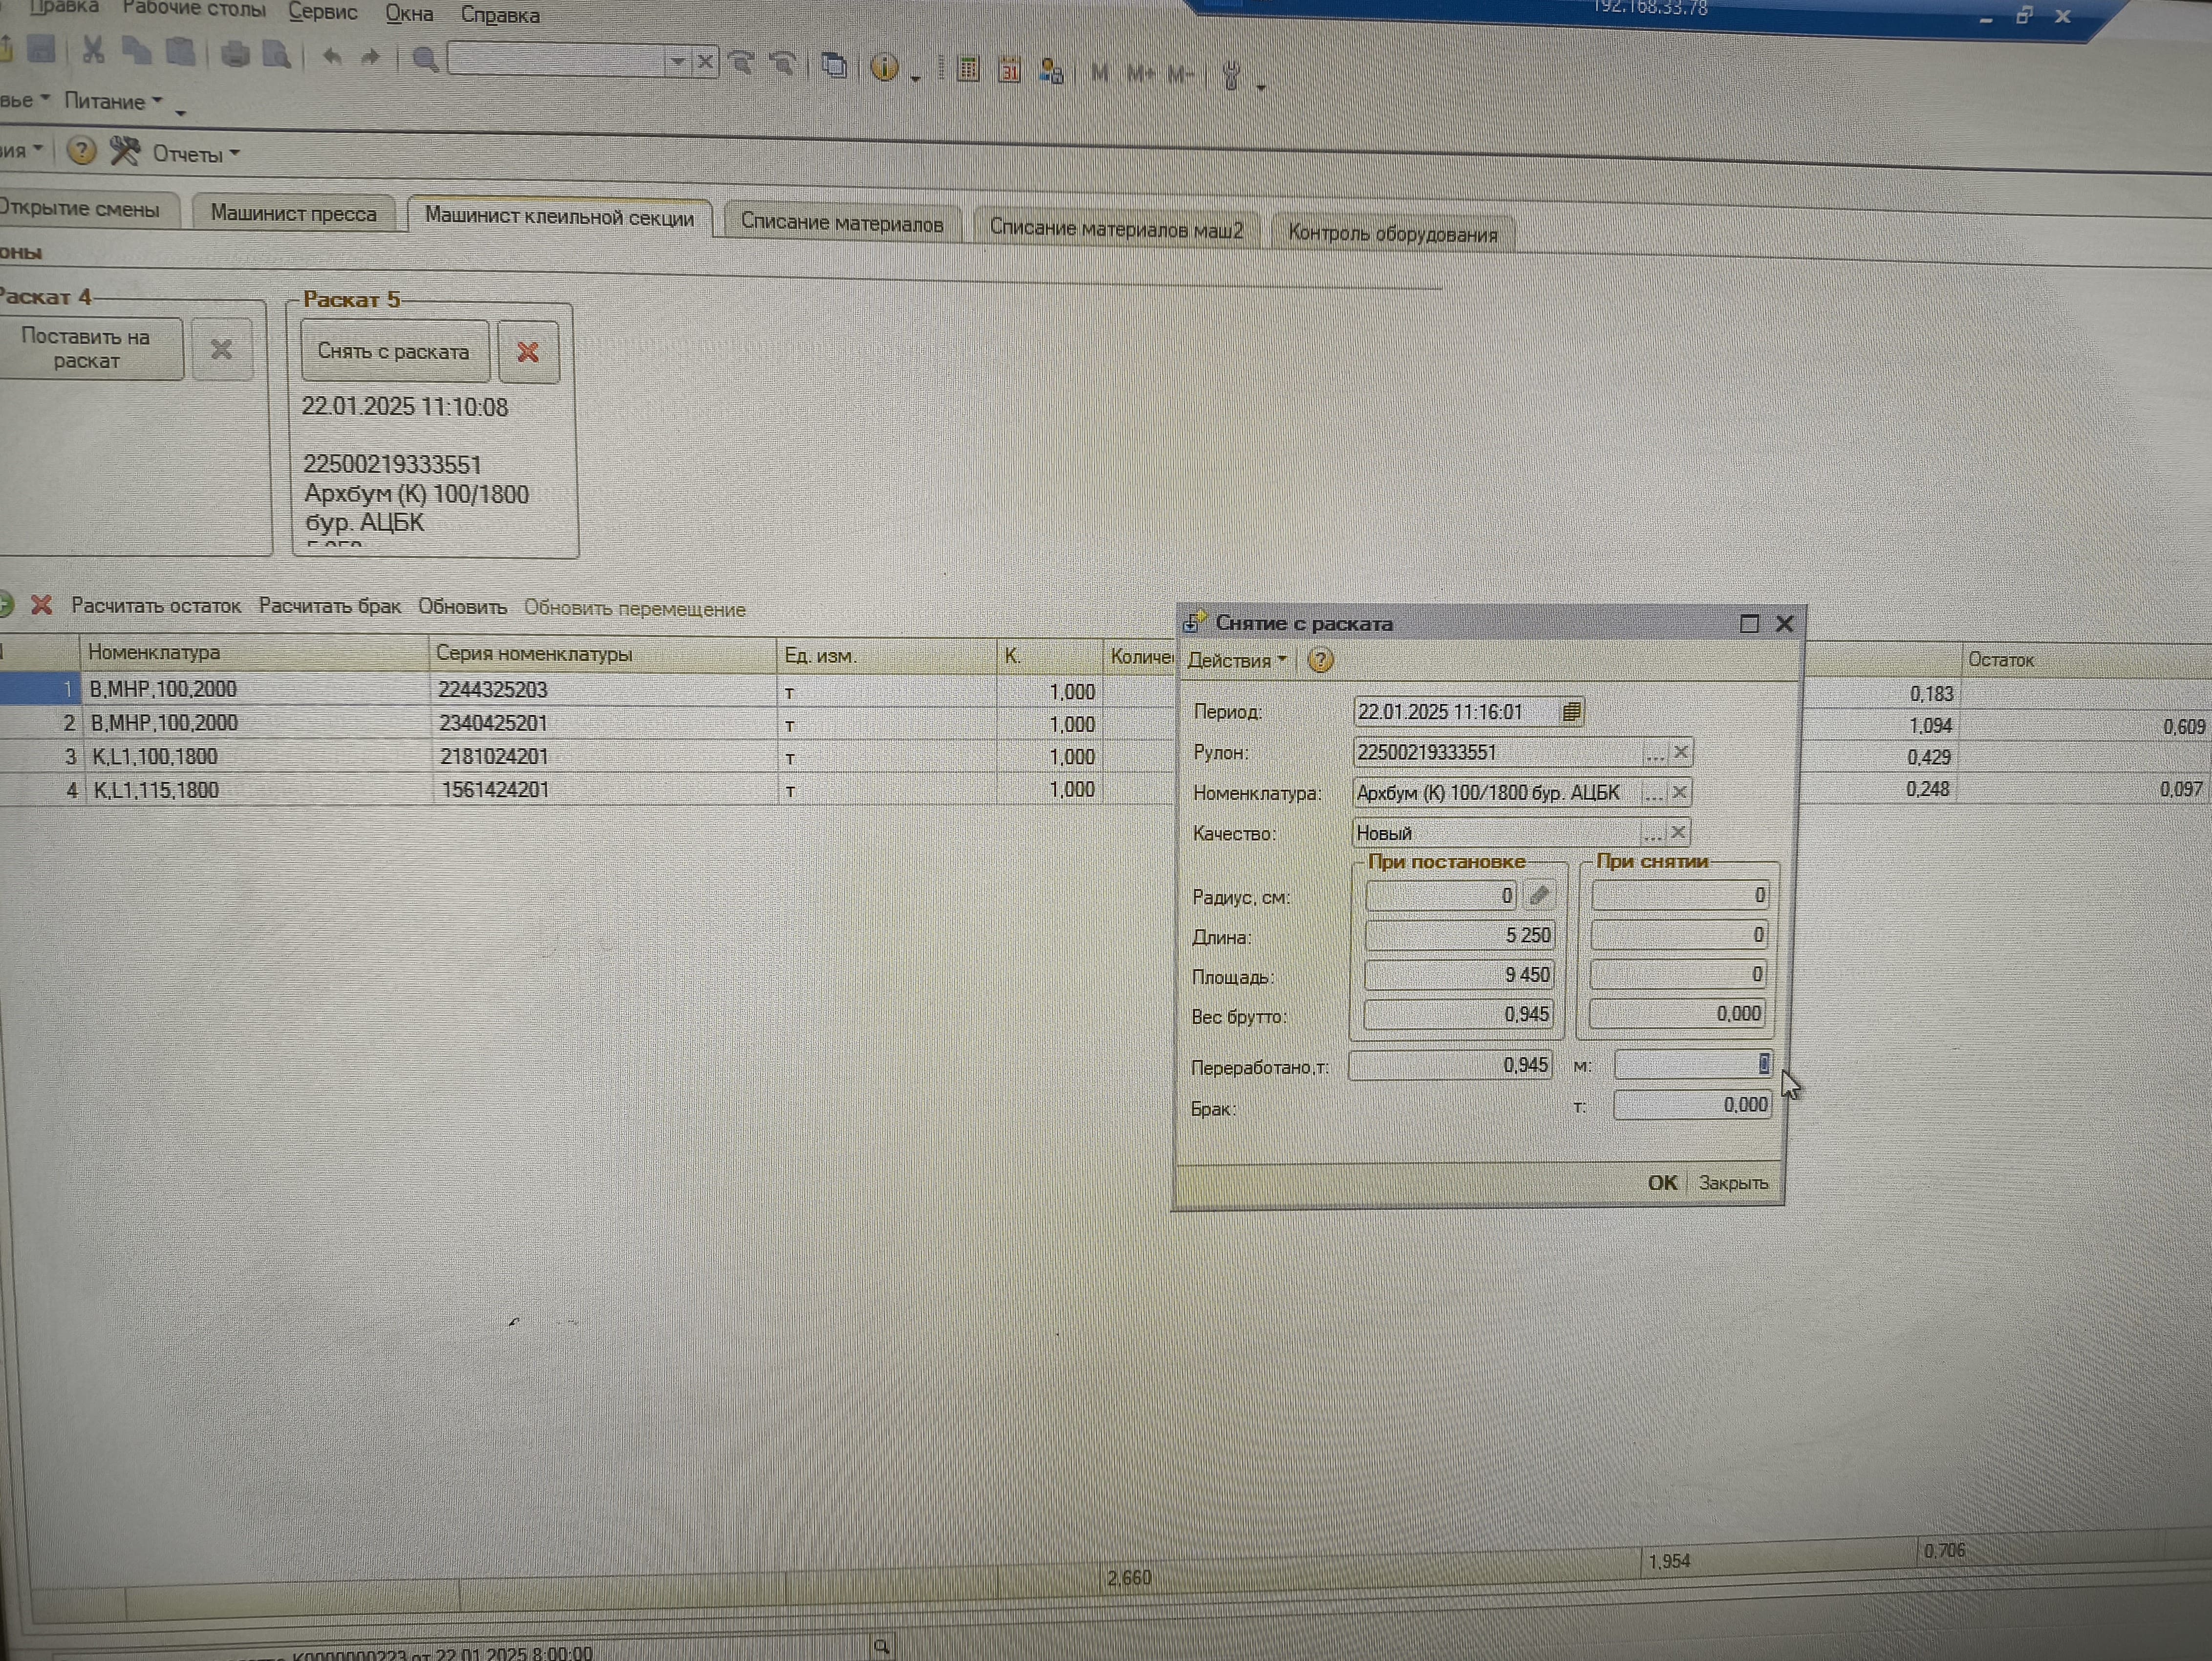 Правка Рабочие столы Сервис Окна Справка
192.168.33.78
31 M M+ M-
вье Питание
ия ? Отчеты
Открытие смены Машинист пресса Машинист клеильной секции Списание материалов Списание материалов маш2 Контроль оборудования
оны
Раскат 4
Поставить на
раскат
Раскат 5
Снять с раската
22.01.2025 11:10:08
22500219333551
Архбум (К) 100/1800
бур. АЦБК
Расчитать остаток Расчитать брак Обновить Обновить перемещение
Номенклатура Серия номенклатуры Ед. изм. К. Количе Остаток
1 В,МНР,100,2000 2244325203 т 1,000 0,183
2 В,МНР,100,2000 2340425201 т 1,000 1,094 0,609
3 K,L1,100,1800 2181024201 т 1,000 0,429
4 K,L1,115,1800 1561424201 т 1,000 0,248 0,097
Снятие с раската
Действия ?
Период: 22.01.2025 11:16:01
Рулон: 22500219333551 ...
Номенклатура: Архбум (К) 100/1800 бур. АЦБК ...
Качество: Новый ...
При постановке При снятии
Радиус, см: 0 0
Длина: 5 250 0
Площадь: 9 450 0
Вес брутто: 0,945 0,000
Переработано,т: 0,945 м: 0
Брак: т: 0,000
OK Закрыть
2,660 1,954 0,706
К0000000223 от 22.01.2025 8:00:00